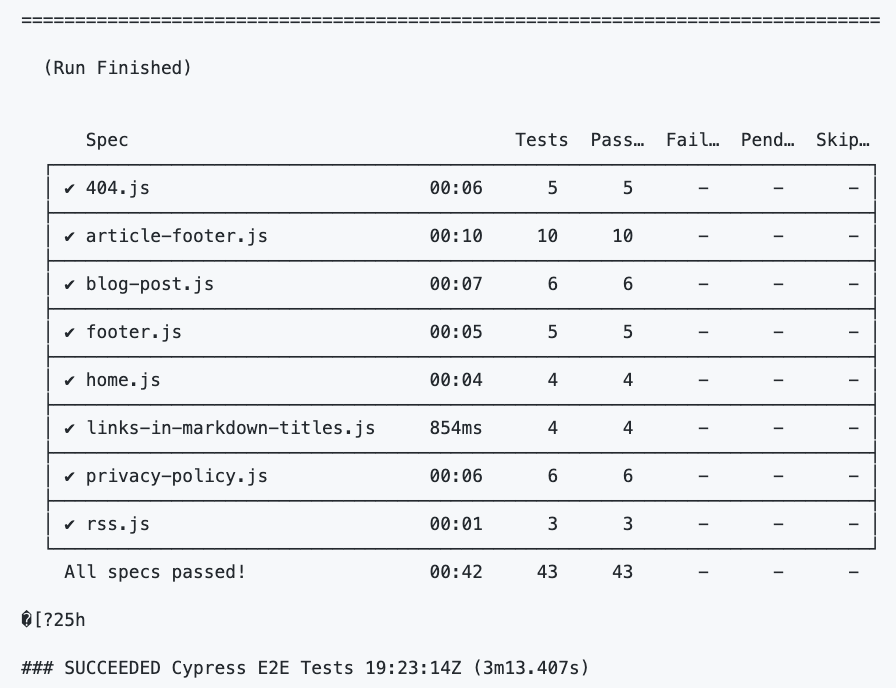 ================================================================================
(Run Finished)
Spec Tests Pass… Fail… Pend… Skip…
✔ 404.js 00:06 5 5 – – –
✔ article-footer.js 00:10 10 10 – – –
✔ blog-post.js 00:07 6 6 – – –
✔ footer.js 00:05 5 5 – – –
✔ home.js 00:04 4 4 – – –
✔ links-in-markdown-titles.js 854ms 4 4 – – –
✔ privacy-policy.js 00:06 6 6 – – –
✔ rss.js 00:01 3 3 – – –
All specs passed! 00:42 43 43 – – –
�[?25h
### SUCCEEDED Cypress E2E Tests 19:23:14Z (3m13.407s)